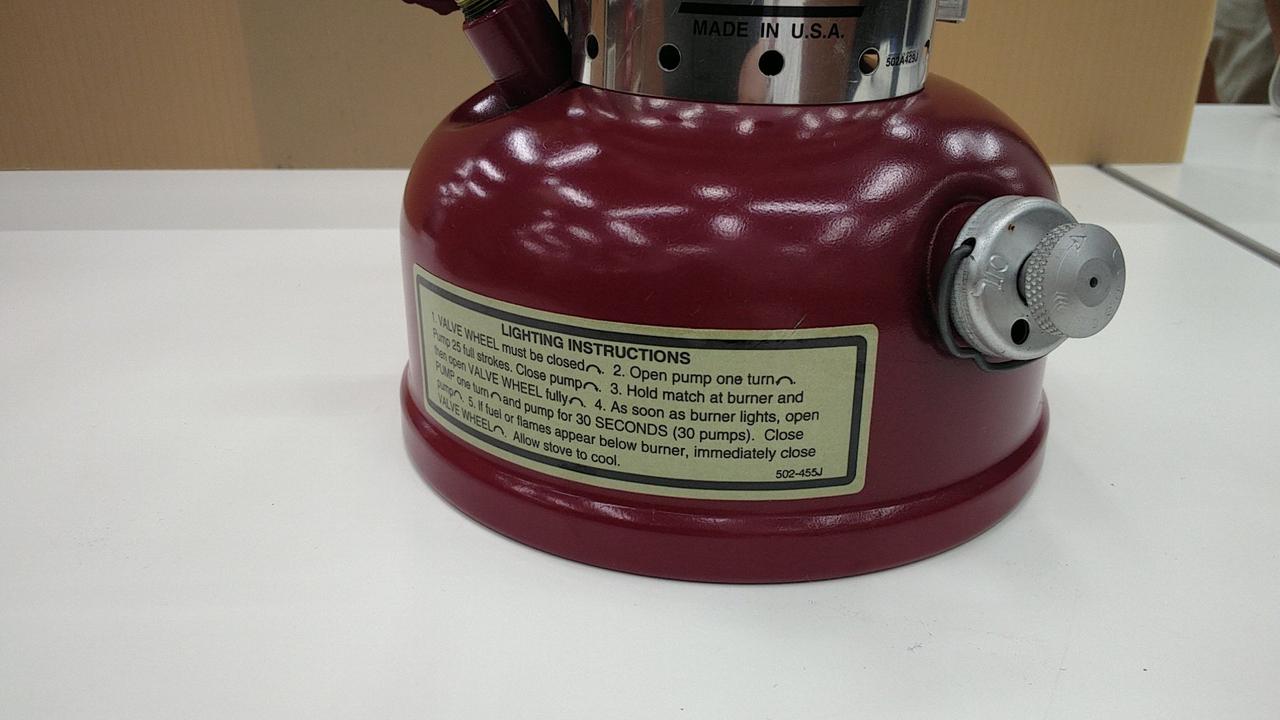 MADE IN U.S.A.
502A429J
LIGHTING INSTRUCTIONS
1. VALVE WHEEL must be closed. 2. Open pump one turn.
Pump 25 full strokes. Close pump. 3. Hold match at burner and
then open VALVE WHEEL fully. 4. As soon as burner lights, open
PUMP one turn and pump for 30 SECONDS (30 pumps). Close
pump. 5. If fuel or flames appear below burner, immediately close
VALVE WHEEL. Allow stove to cool.
502-455J
OIL